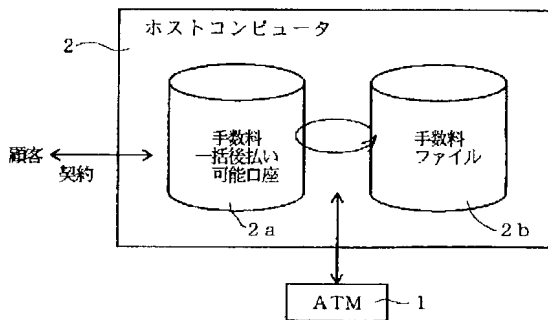 ホストコンピュータ
2
手数料
一括後払い
可能口座
手数料
ファイル
顧客
契約
2a
2b
ATM
1